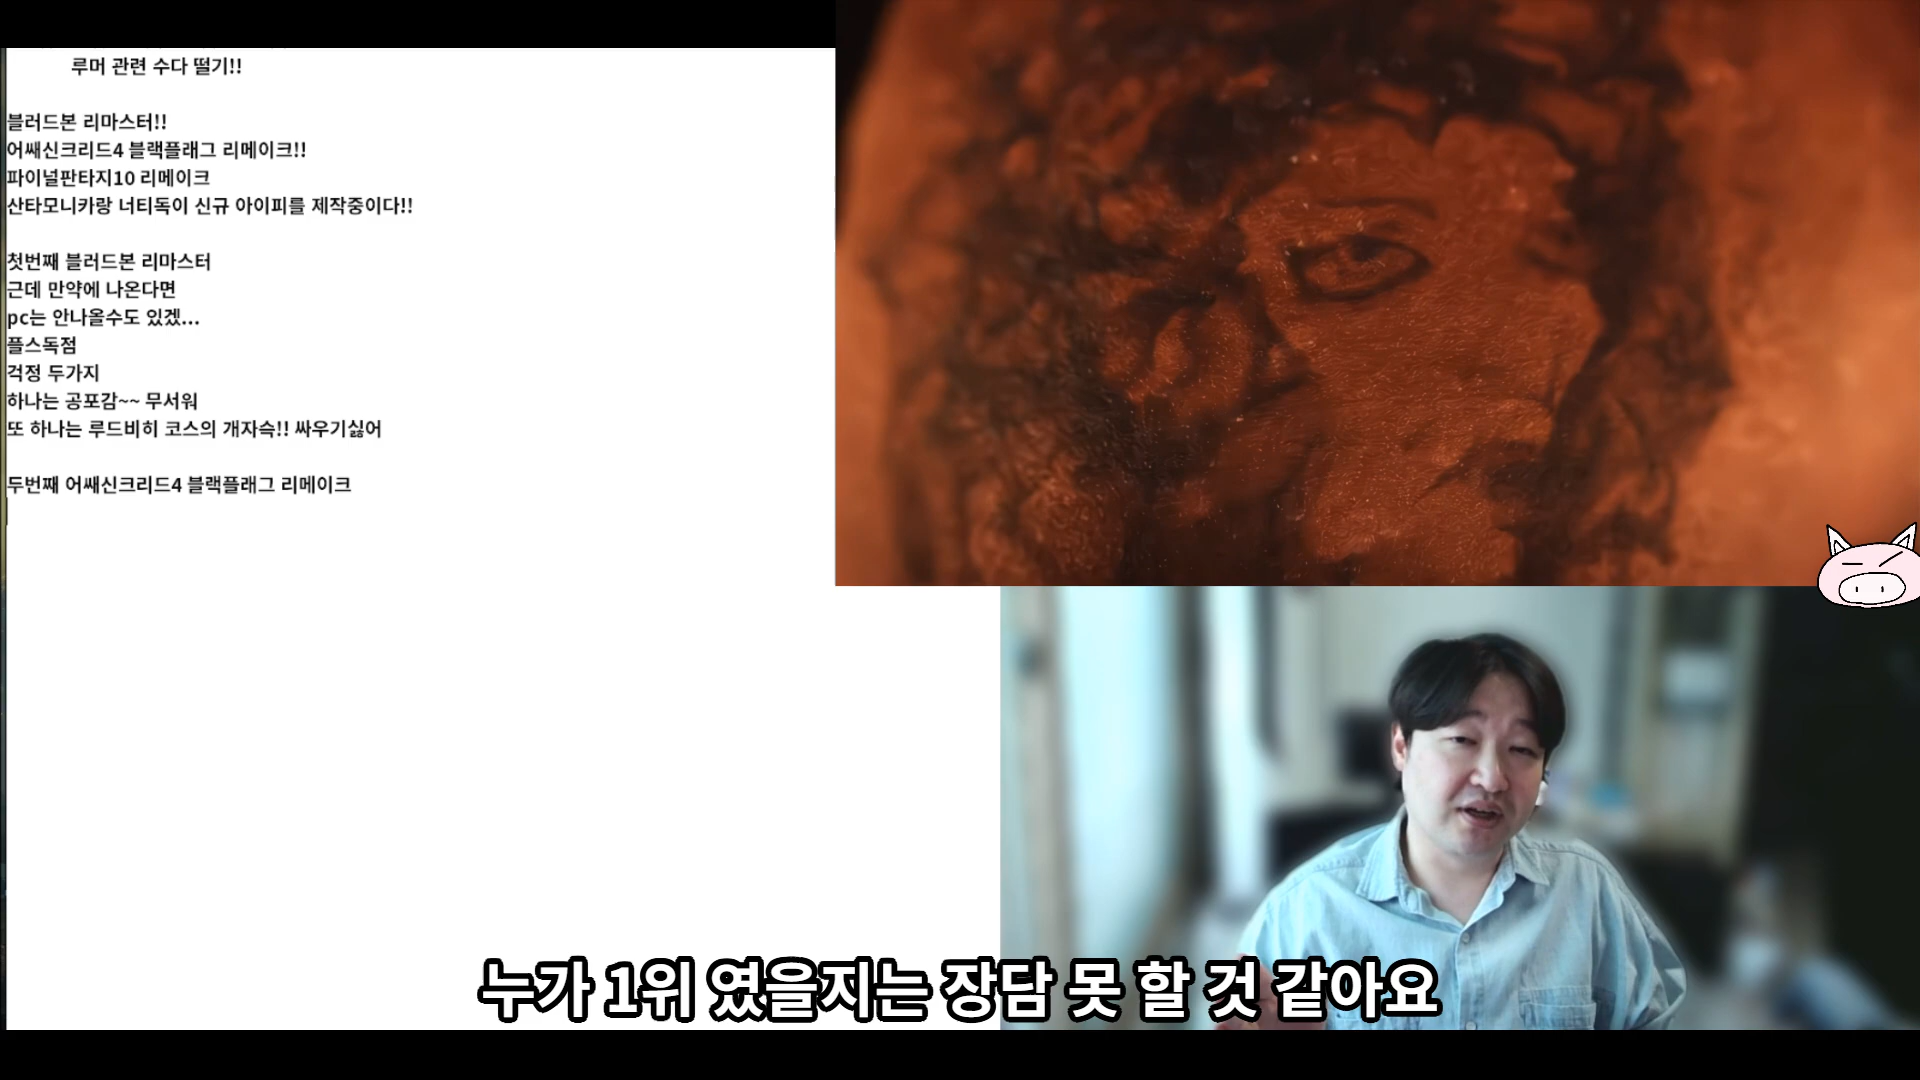 루머 관련 수다 떨기!!
블러드본 리마스터!!
어쌔신크리드4 블랙플래그 리메이크!!
파이널판타지10 리메이크
산타모니카랑 너티독이 신규 아이피를 제작중이다!!
첫번째 블러드본 리마스터
근데 만약에 나온다면
pc는 안나올수도 있겠...
플스독점
걱정 두가지
하나는 공포감~~ 무서워
또 하나는 루드비히 코스의 개자슥!! 싸우기싫어
두번째 어쌔신크리드4 블랙플래그 리메이크
누가 1위 였을지는 장담 못 할 것 같아요